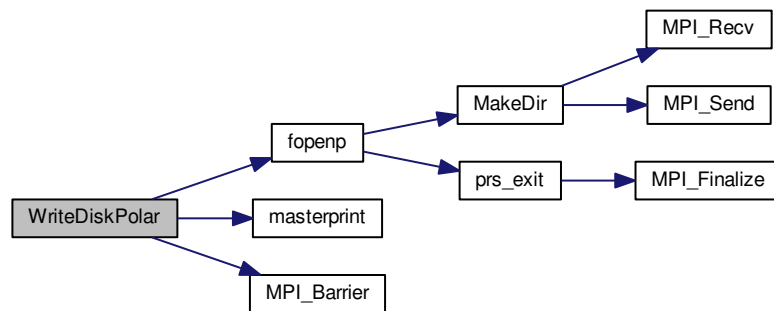 MPI_Recv
MakeDir
MPI_Send
fopenp
prs_exit
MPI_Finalize
WriteDiskPolar
masterprint
MPI_Barrier